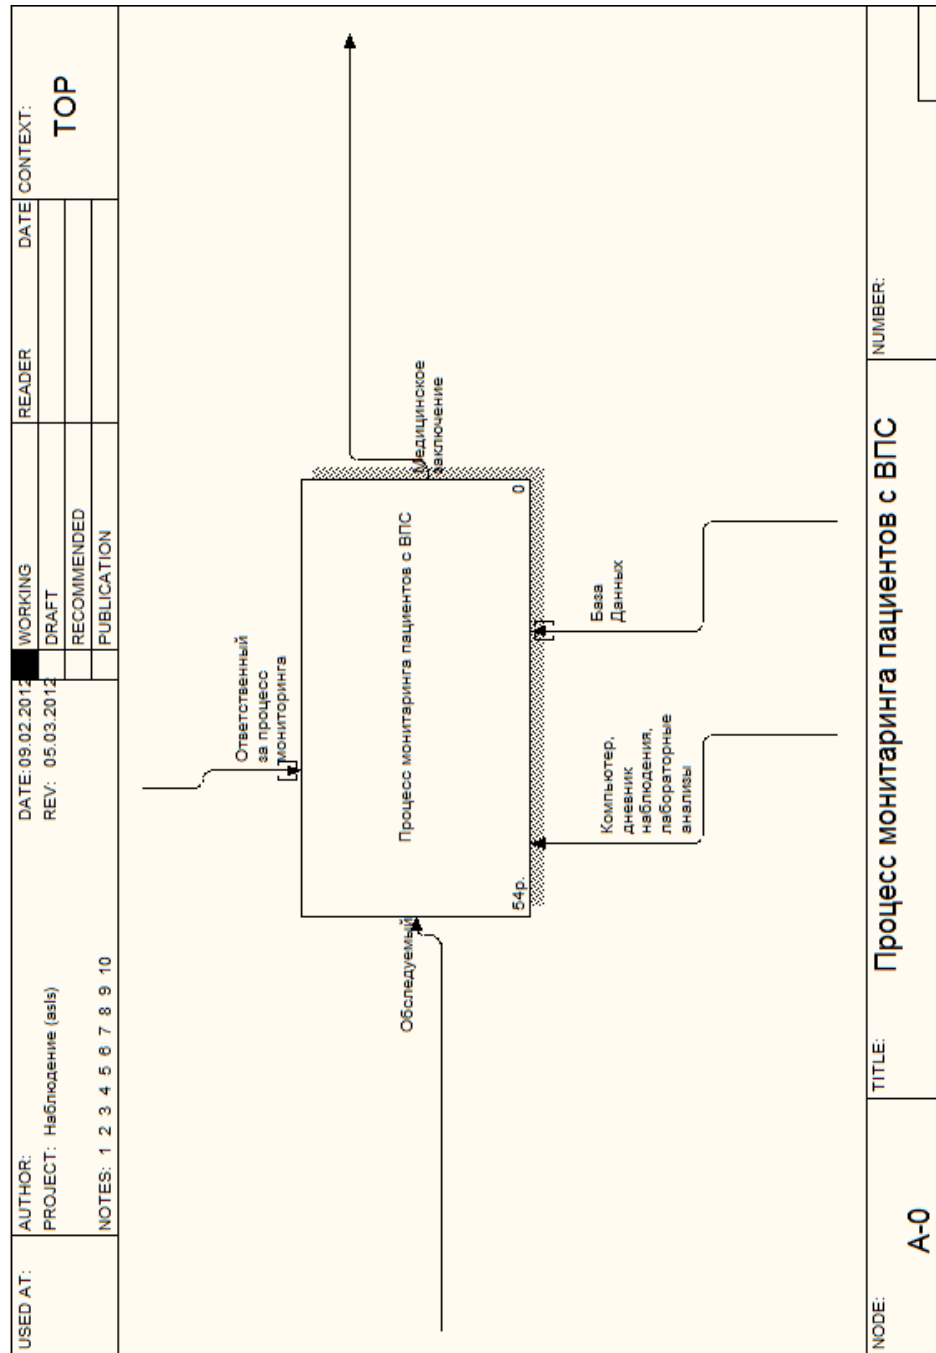 USED AT:
AUTHOR:
DATE: 09.02.2012
PROJECT: Наблюдение (asis)
REV: 05.03.2012
NOTES: 1 2 3 4 5 6 7 8 9 10
WORKING
DRAFT
RECOMMENDED
PUBLICATION
READER
DATE
CONTEXT:
TOP
Ответственный
за процесс
мониторинга
Обследуемый
Процесс монитаринга пациентов с ВПС
54р.
0
Медицинское
заключение
Компьютер,
дневник
наблюдения,
лабораторные
анализы
База
Данных
NODE:
A-0
TITLE:
Процесс монитаринга пациентов с ВПС
NUMBER: